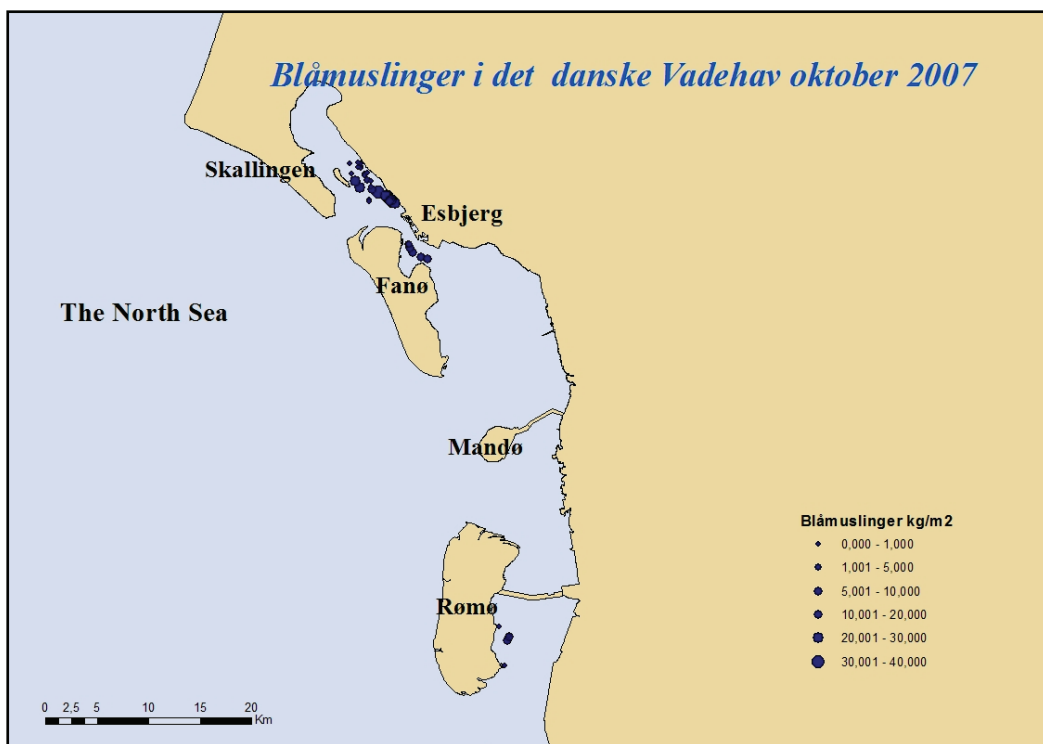 Blåmuslinger i det danske Vadehav oktober 2007
Skallingen
Esbjerg
Fanø
The North Sea
Mandø
Rømø
Blåmuslinger kg/m2
0,000 - 1,000
1,001 - 5,000
5,001 - 10,000
10,001 - 20,000
20,001 - 30,000
30,001 - 40,000
0 2,5 5 10 15 20
Km